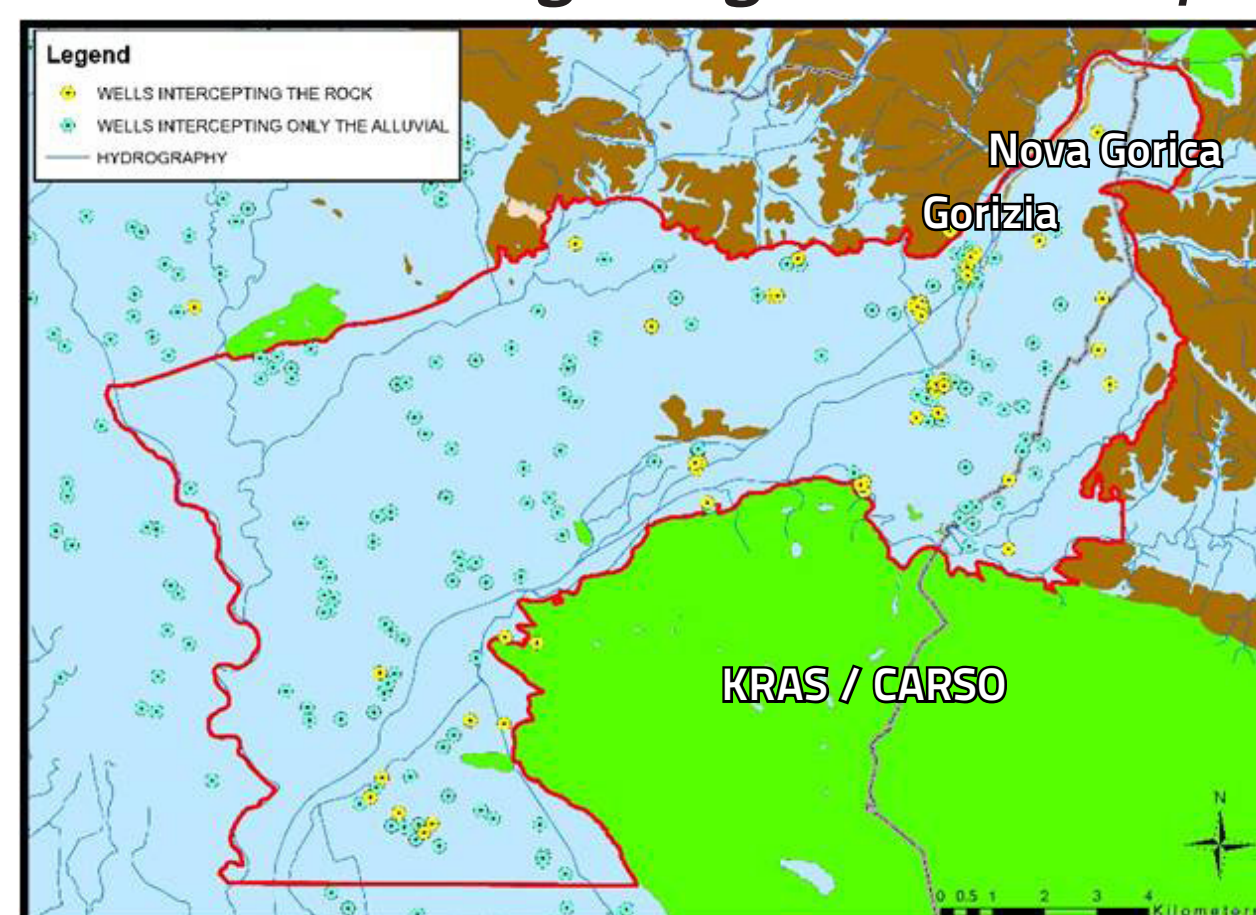 Legend
WELLS INTERCEPTING THE ROCK
WELLS INTERCEPTING ONLY THE ALLUVIAL
HYDROGRAPHY
Nova Gorica
Gorizia
KRAS / CARSO
N
0 0.5 1 2 3 4
Kilometers